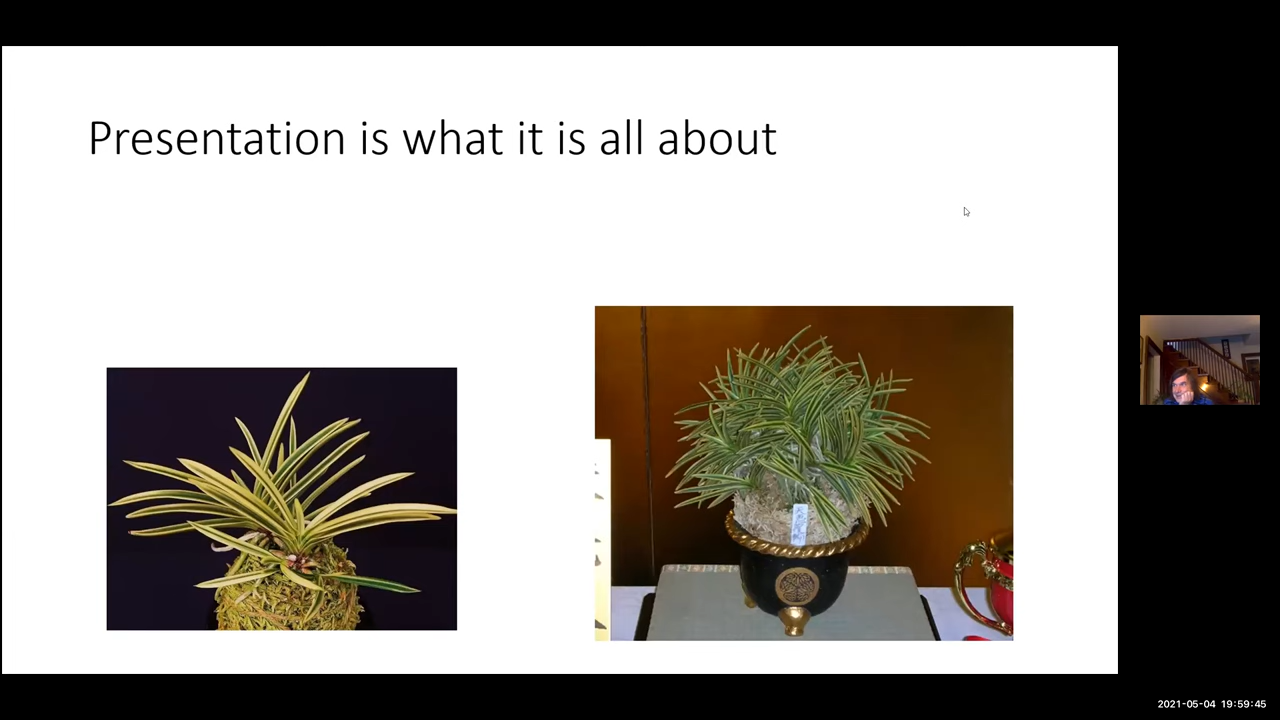 Presentation is what it is all about
2021-05-04 19:59:45